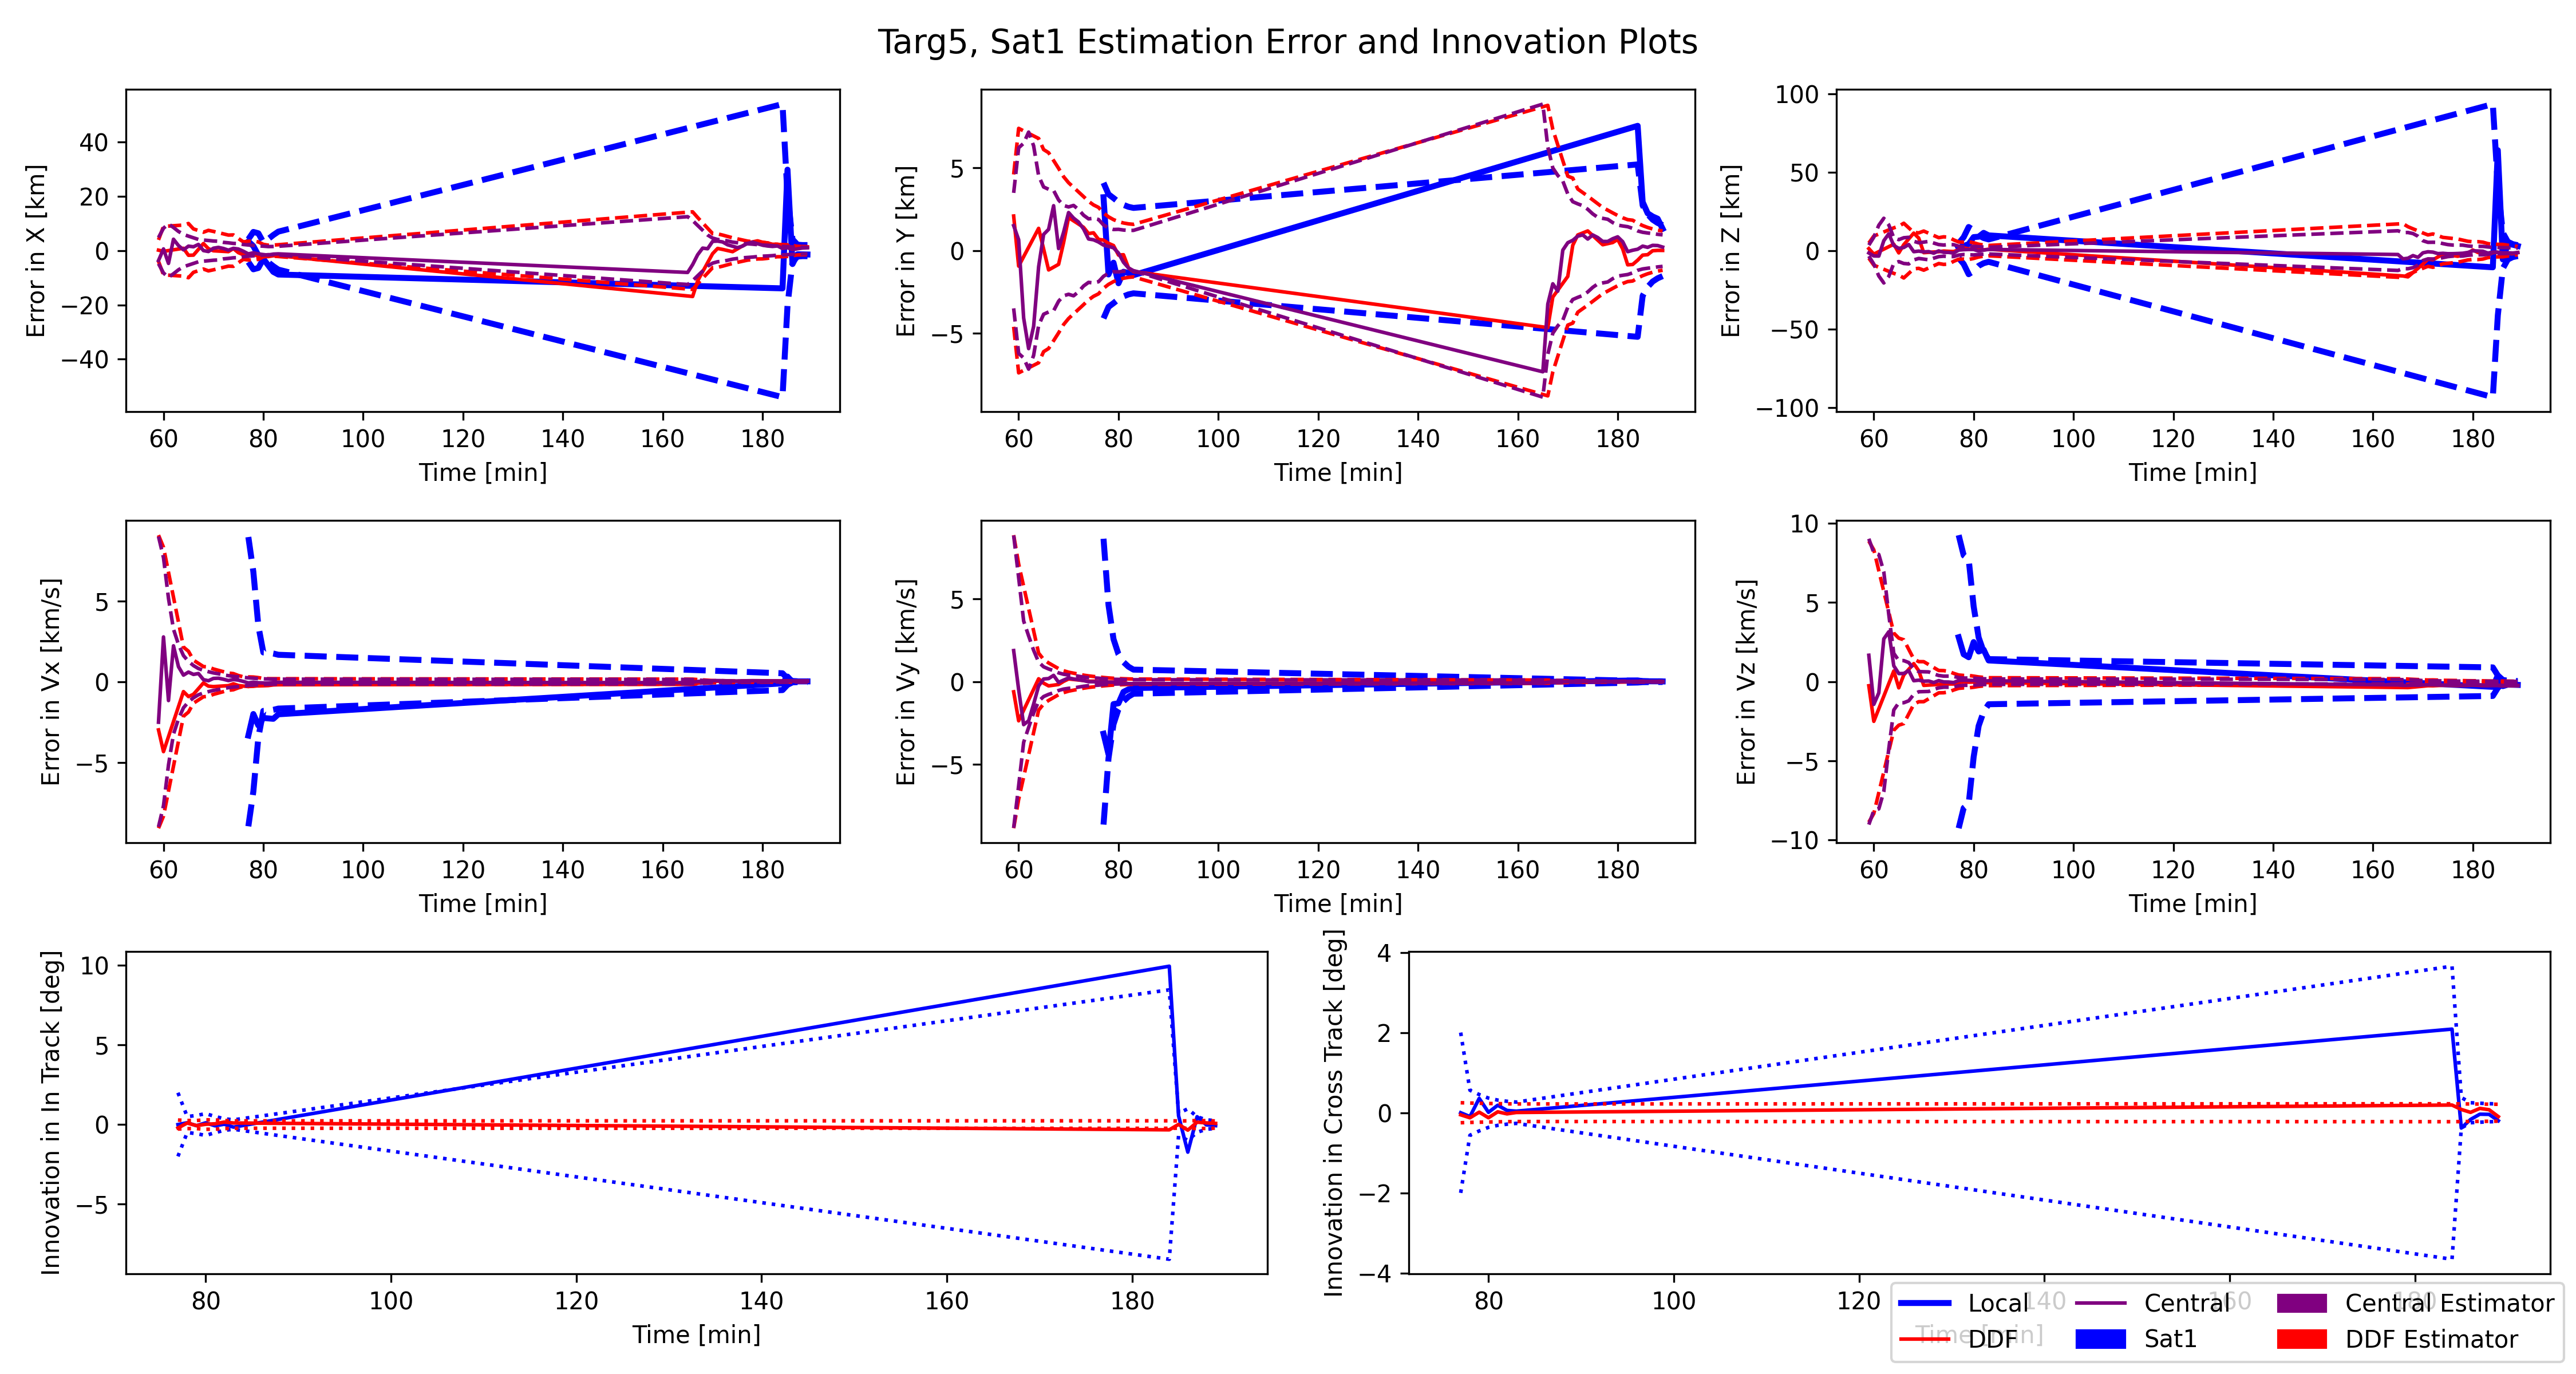 Targ5, Sat1 Estimation Error and Innovation Plots
Error in X [km]
40
20
0
−20
−40
60 80 100 120 140 160 180
Time [min]
Error in Y [km]
5
0
−5
60 80 100 120 140 160 180
Time [min]
Error in Z [km]
100
50
0
−50
−100
60 80 100 120 140 160 180
Time [min]
Error in Vx [km/s]
5
0
−5
60 80 100 120 140 160 180
Time [min]
Error in Vy [km/s]
5
0
−5
60 80 100 120 140 160 180
Time [min]
Error in Vz [km/s]
10
5
0
−5
−10
60 80 100 120 140 160 180
Time [min]
Innovation in In Track [deg]
10
5
0
−5
80 100 120 140 160 180
Time [min]
Innovation in Cross Track [deg]
4
2
0
−2
−4
80 100 120 140 160 180
Time [min]
Local
DDF
Central
Sat1
Central Estimator
DDF Estimator